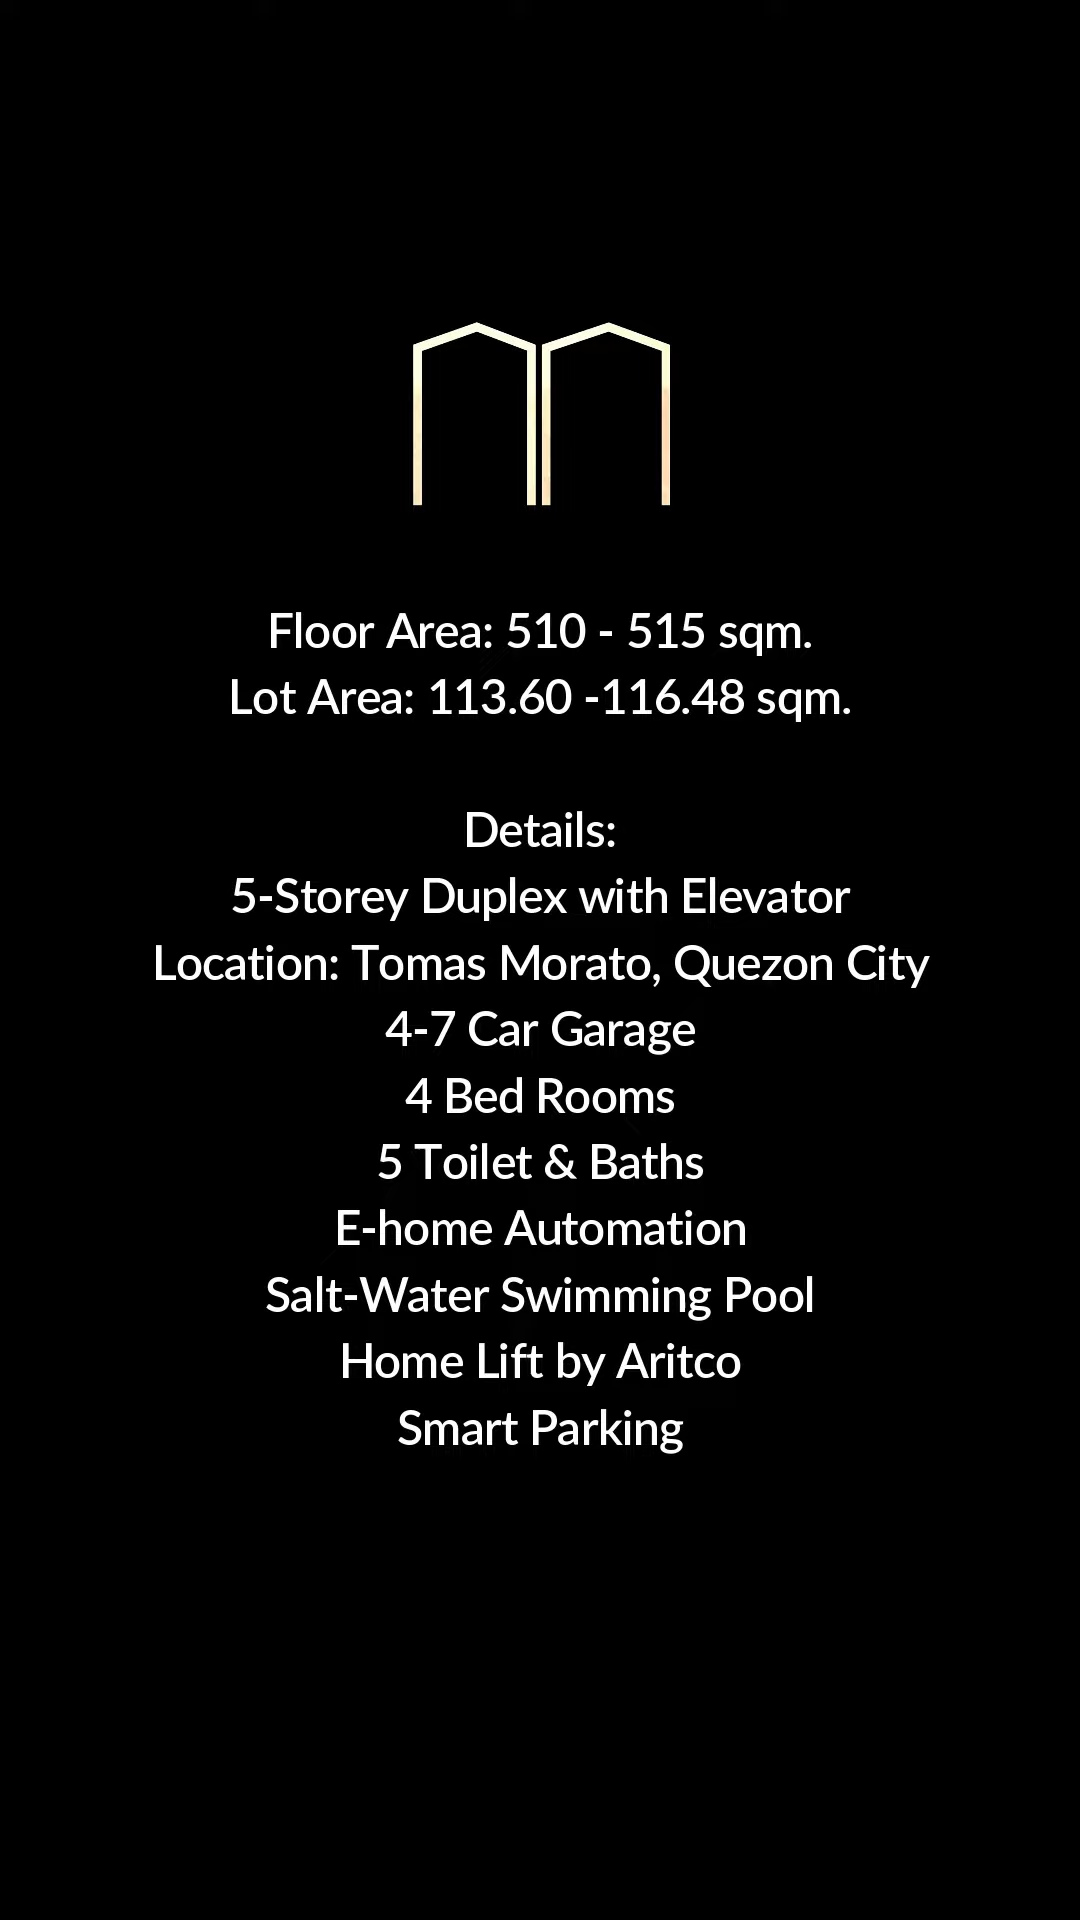 Floor Area: 510 - 515 sqm.
Lot Area: 113.60 -116.48 sqm.
Details:
5-Storey Duplex with Elevator
Location: Tomas Morato, Quezon City
4-7 Car Garage
4 Bed Rooms
5 Toilet & Baths
E-home Automation
Salt-Water Swimming Pool
Home Lift by Aritco
Smart Parking